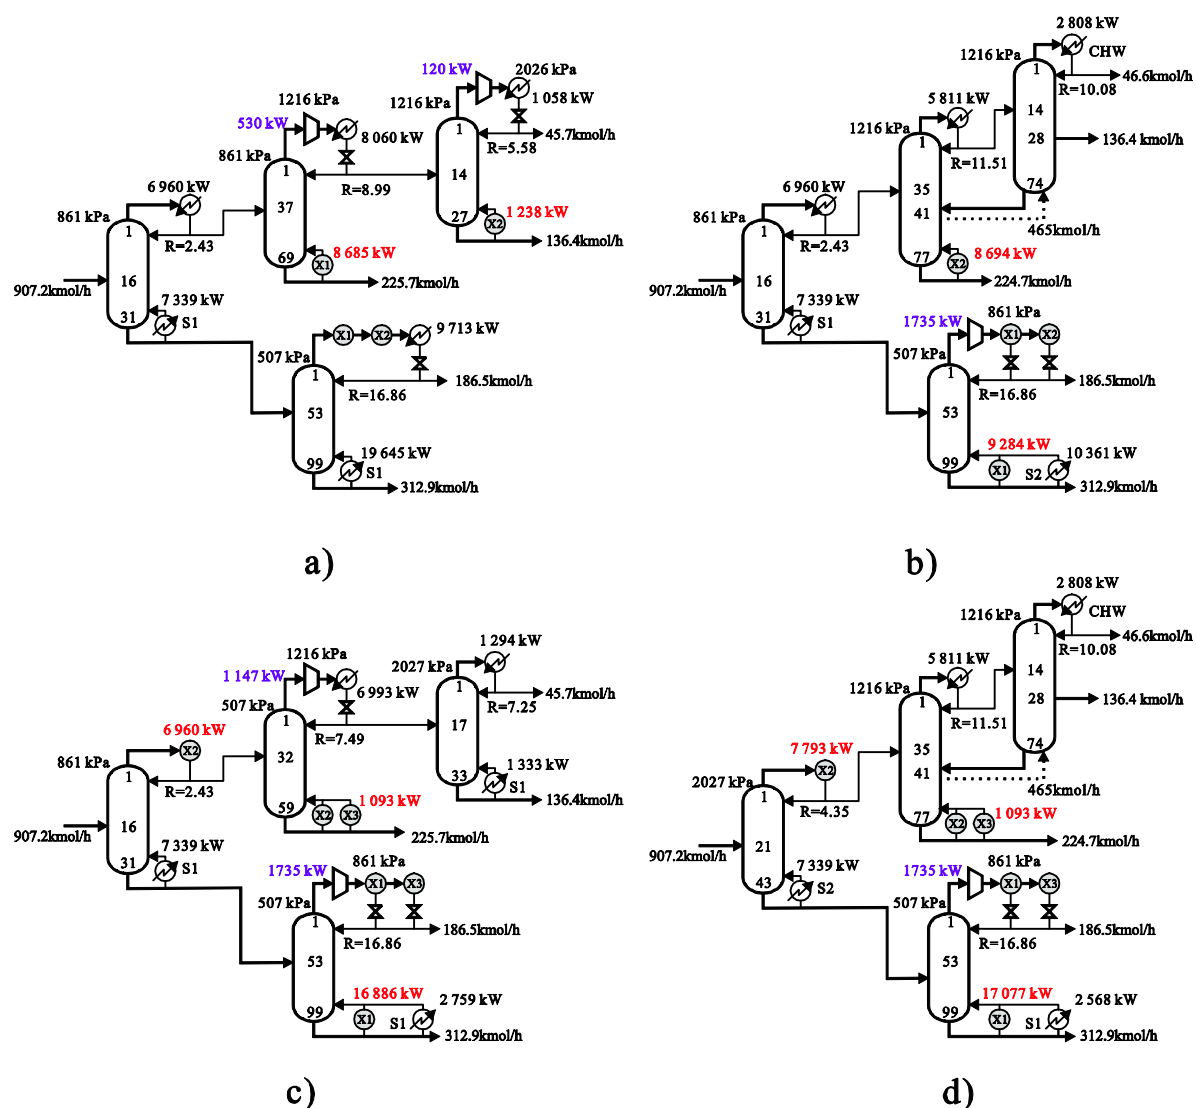 120 kW
2026 kPa
1 058 kW
1216 kPa
1
45.7kmol/h
R=5.58
14
27
X2
1 238 kW
136.4kmol/h
1216 kPa
530 kW
8 060 kW
861 kPa
1
R=8.99
37
69
X1
8 685 kW
225.7kmol/h
6 960 kW
861 kPa
1
R=2.43
907.2kmol/h
16
31
7 339 kW
S1
X1
X2
9 713 kW
507 kPa
1
186.5kmol/h
R=16.86
53
99
19 645 kW
S1
312.9kmol/h
a)
2 808 kW
CHW
1216 kPa
1
46.6kmol/h
R=10.08
14
28
136.4 kmol/h
74
465kmol/h
5 811 kW
1216 kPa
1
R=11.51
35
41
77
X2
8 694 kW
224.7kmol/h
6 960 kW
861 kPa
1
R=2.43
907.2kmol/h
16
31
7 339 kW
S1
1735 kW
861 kPa
X1
X2
507 kPa
1
186.5kmol/h
R=16.86
53
99
9 284 kW
X1
S2
10 361 kW
312.9kmol/h
b)
1 294 kW
2027 kPa
1
45.7kmol/h
R=7.25
17
33
1 333 kW
S1
136.4kmol/h
1216 kPa
1 147 kW
6 993 kW
507 kPa
1
R=7.49
32
59
X2
X3
1 093 kW
225.7kmol/h
6 960 kW
X2
861 kPa
1
R=2.43
907.2kmol/h
16
31
7 339 kW
S1
1735 kW
861 kPa
X1
X3
507 kPa
1
186.5kmol/h
R=16.86
53
99
16 886 kW
X1
S1
2 759 kW
312.9kmol/h
c)
2 808 kW
CHW
1216 kPa
1
46.6kmol/h
R=10.08
14
28
136.4 kmol/h
74
465kmol/h
5 811 kW
1216 kPa
1
R=11.51
35
41
77
X2
X3
1 093 kW
224.7kmol/h
7 793 kW
X2
2027 kPa
1
R=4.35
907.2kmol/h
21
43
7 339 kW
S2
1735 kW
861 kPa
X1
X3
507 kPa
1
186.5kmol/h
R=16.86
53
99
17 077 kW
X1
S1
2 568 kW
312.9kmol/h
d)